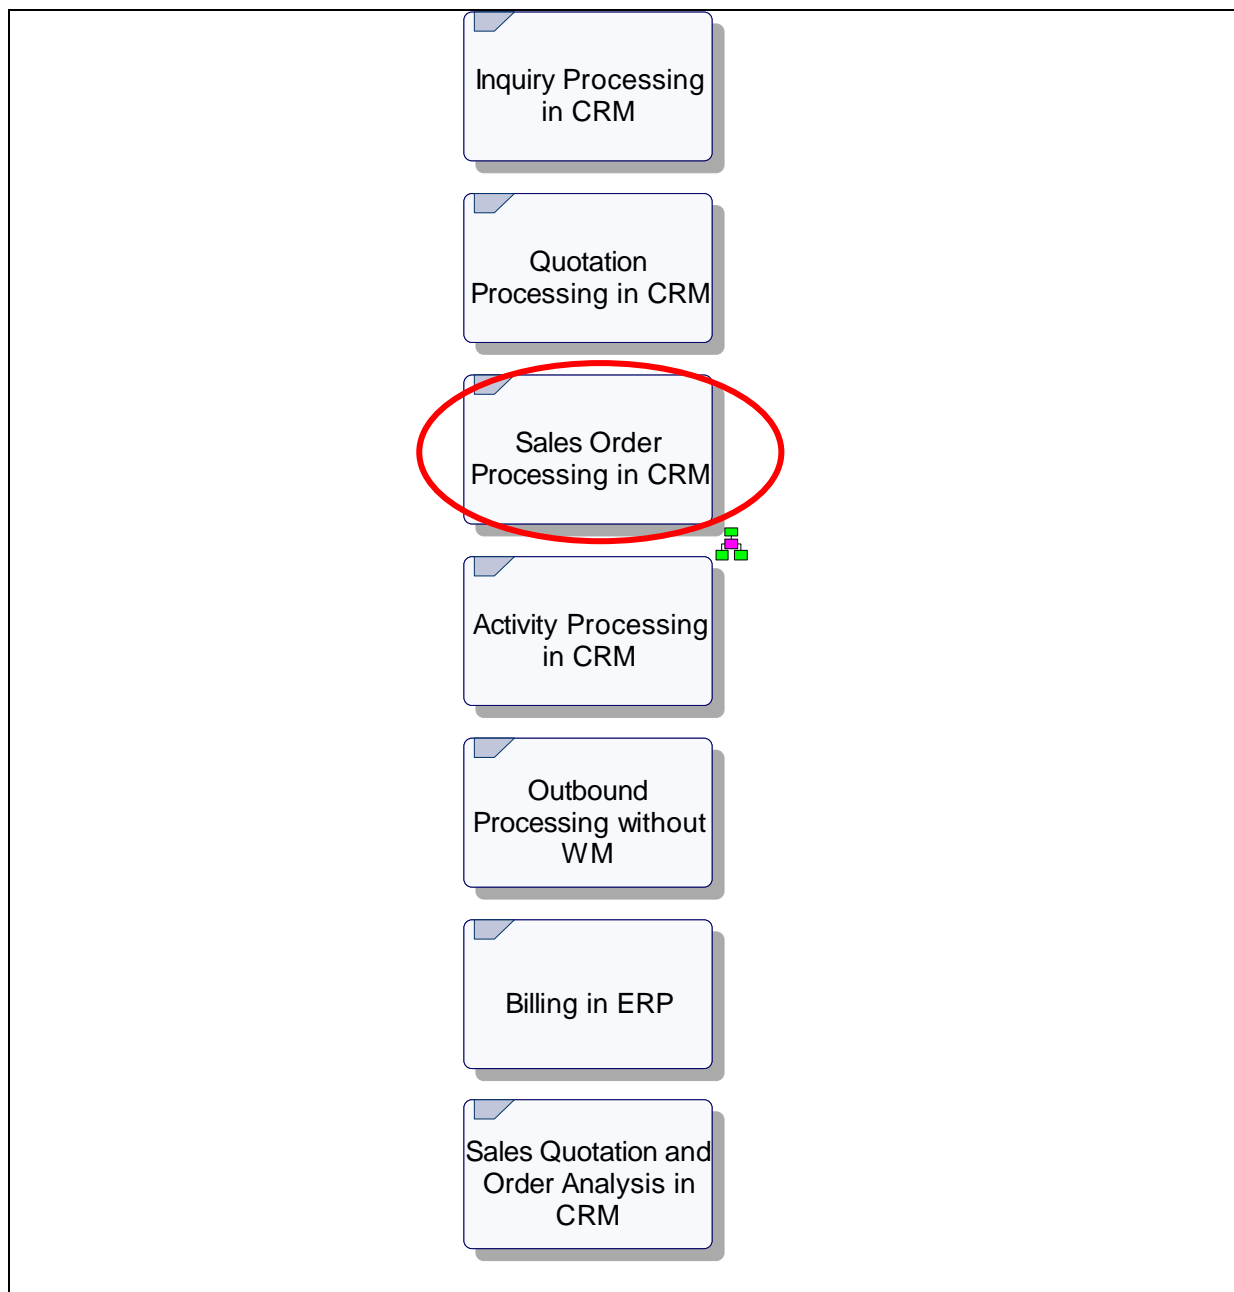 Inquiry Processing
in CRM
Quotation
Processing in CRM
Sales Order
Processing in CRM
Activity Processing
in CRM
Outbound
Processing without
WM
Billing in ERP
Sales Quotation and
Order Analysis in
CRM